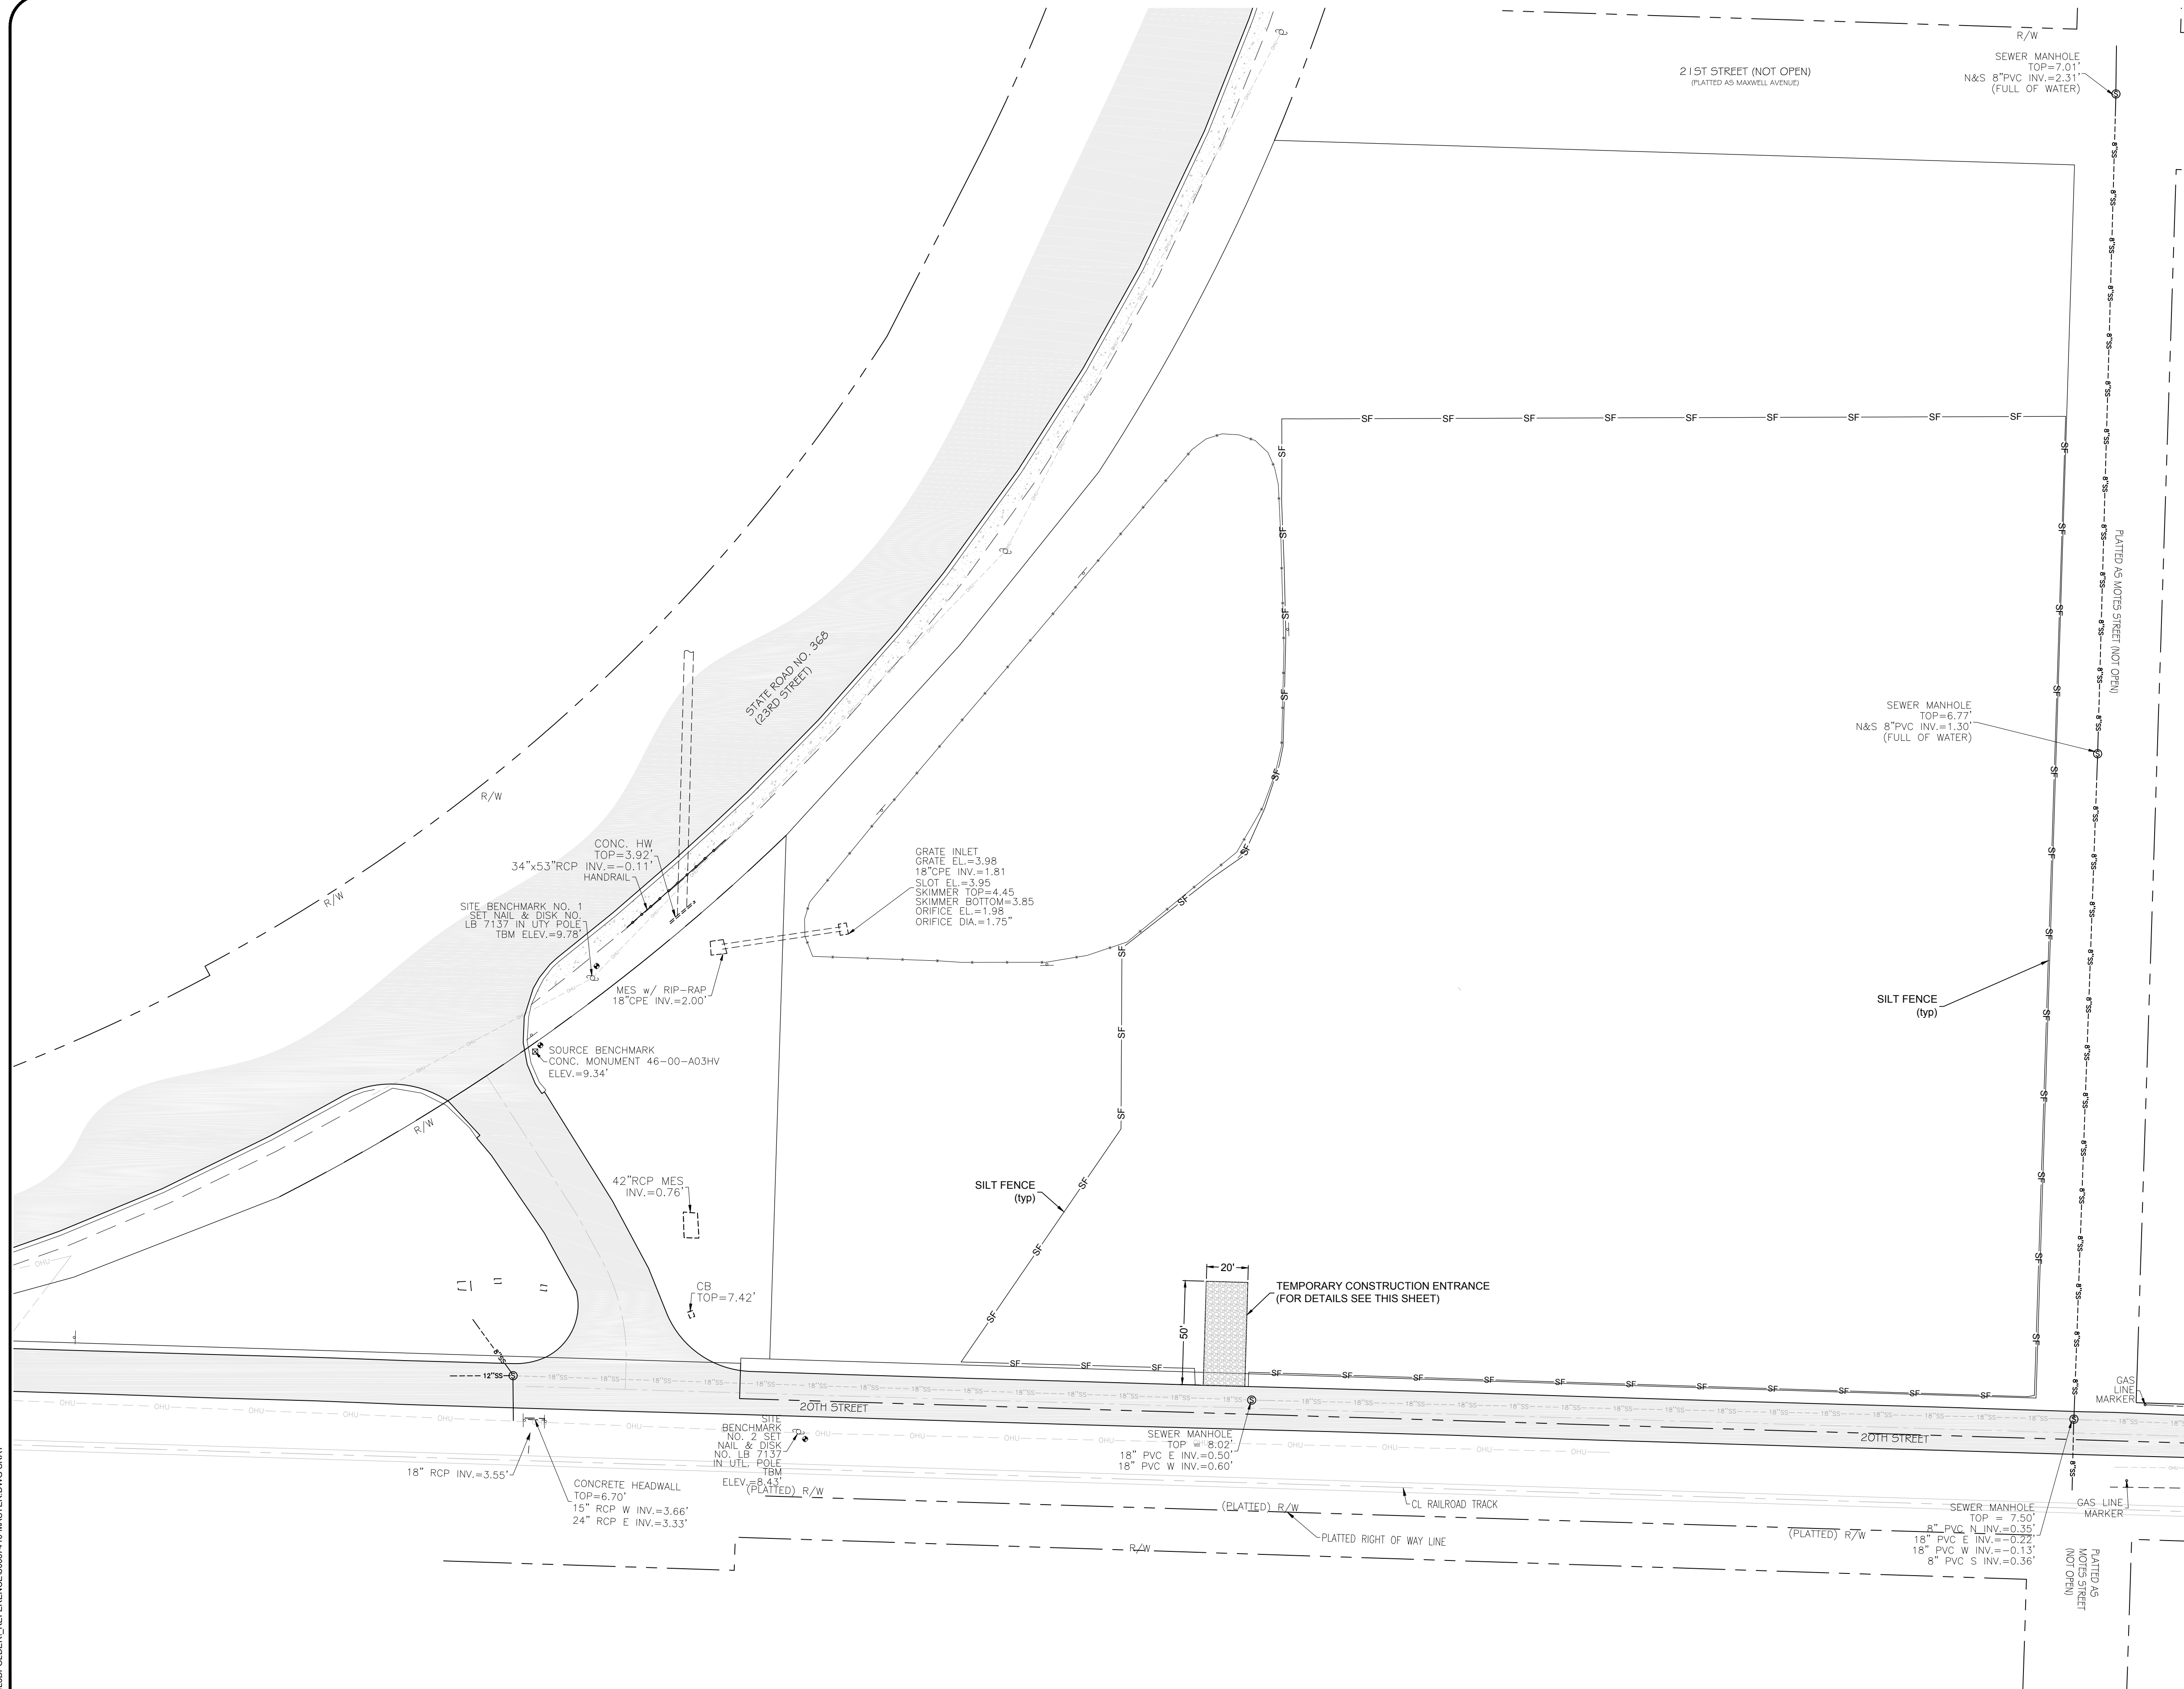 R/W
SEWER MANHOLE
TOP=7.01'
N&S 8"PVC INV.=2.31'
(FULL OF WATER)
21ST STREET (NOT OPEN)
(PLATTED AS MAXWELL AVENUE)
PLATTED AS MOTES STREET (NOT OPEN)
SEWER MANHOLE
TOP=6.77'
N&S 8"PVC INV.=1.30'
(FULL OF WATER)
STATE ROAD NO. 368
(23RD STREET)
R/W
R/W
CONC. HW
TOP=3.92'
34"x53"RCP INV.=-0.11'
HANDRAIL
SITE BENCHMARK NO. 1
SET NAIL & DISK NO.
LB 7137 IN UTY POLE
TBM ELEV.=9.78'
GRATE INLET
GRATE EL.=3.98
18"CPE INV.=1.81
SLOT EL.=3.95
SKIMMER TOP=4.45
SKIMMER BOTTOM=3.85
ORIFICE EL.=1.98
ORIFICE DIA.=1.75"
MES w/ RIP-RAP
18"CPE INV.=2.00'
SOURCE BENCHMARK
CONC. MONUMENT 46-00-A03HV
ELEV.=9.34'
R/W
SILT FENCE
(typ)
42"RCP MES
INV.=0.76'
SILT FENCE
(typ)
CB
TOP=7.42'
20'
50'
TEMPORARY CONSTRUCTION ENTRANCE
(FOR DETAILS SEE THIS SHEET)
8"SS
12"SS
18"SS
SF
OHU
GAS
LINE
MARKER
20TH STREET
20TH STREET
SITE
BENCHMARK
NO. 2 SET
NAIL & DISK
NO. LB 7137
IN UTL. POLE
TBM
ELEV.=8.43'
SEWER MANHOLE
TOP = 8.02'
18" PVC E INV.=0.50'
18" PVC W INV.=0.60'
18" RCP INV.=3.55'
CONCRETE HEADWALL
TOP=6.70'
15" RCP W INV.=3.66'
24" RCP E INV.=3.33'
(PLATTED) R/W
(PLATTED) R/W
CL RAILROAD TRACK
PLATTED RIGHT OF WAY LINE
R/W
(PLATTED) R/W
SEWER MANHOLE
TOP = 7.50'
8" PVC N INV.=0.35'
18" PVC E INV.=-0.22'
18" PVC W INV.=-0.13'
8" PVC S INV.=0.36'
GAS LINE
MARKER
PLATTED AS
MOTES STREET
(NOT OPEN)